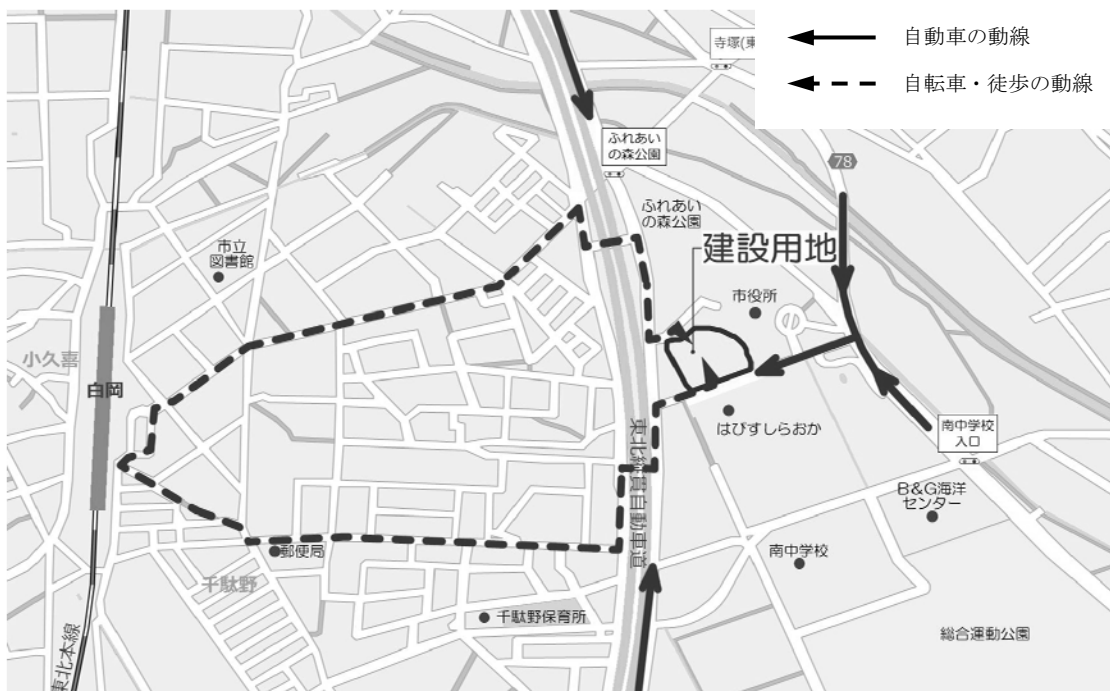 自動車の動線
自転車・徒歩の動線
寺塚(東
ふれあい
の森公園
78
ふれあい
の森公園
建設用地
市立
図書館
市役所
小久喜
白岡
はぴすしらおか
南中学校
入口
東北縦貫自動車道
B&G海洋
センター
郵便局
南中学校
千駄野
千駄野保育所
総合運動公園
東北本線